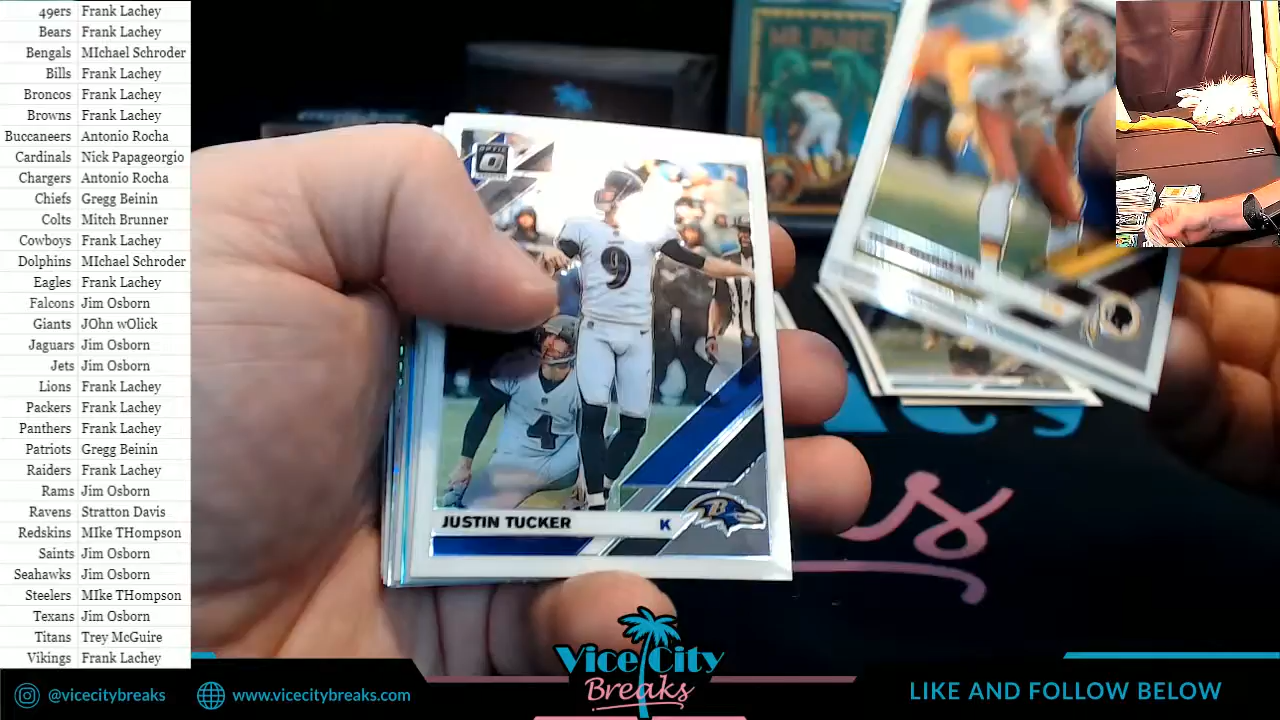 49ers Frank Lachey
Bears Frank Lachey
Bengals MIchael Schroder
Bills Frank Lachey
Broncos Frank Lachey
Browns Frank Lachey
Buccaneers Antonio Rocha
Cardinals Nick Papageorgio
Chargers Antonio Rocha
Chiefs Gregg Beinin
Colts Mitch Brunner
Cowboys Frank Lachey
Dolphins MIchael Schroder
Eagles Frank Lachey
Falcons Jim Osborn
Giants JOhn wOlick
Jaguars Jim Osborn
Jets Jim Osborn
Lions Frank Lachey
Packers Frank Lachey
Panthers Frank Lachey
Patriots Gregg Beinin
Raiders Frank Lachey
Rams Jim Osborn
Ravens Stratton Davis
Redskins MIke THompson
Saints Jim Osborn
Seahawks Jim Osborn
Steelers MIke THompson
Texans Jim Osborn
Titans Trey McGuire
Vikings Frank Lachey
OPTIC
9
4
JUSTIN TUCKER K
B
Vice City
Breaks
@vicecitybreaks
www.vicecitybreaks.com
LIKE AND FOLLOW BELOW